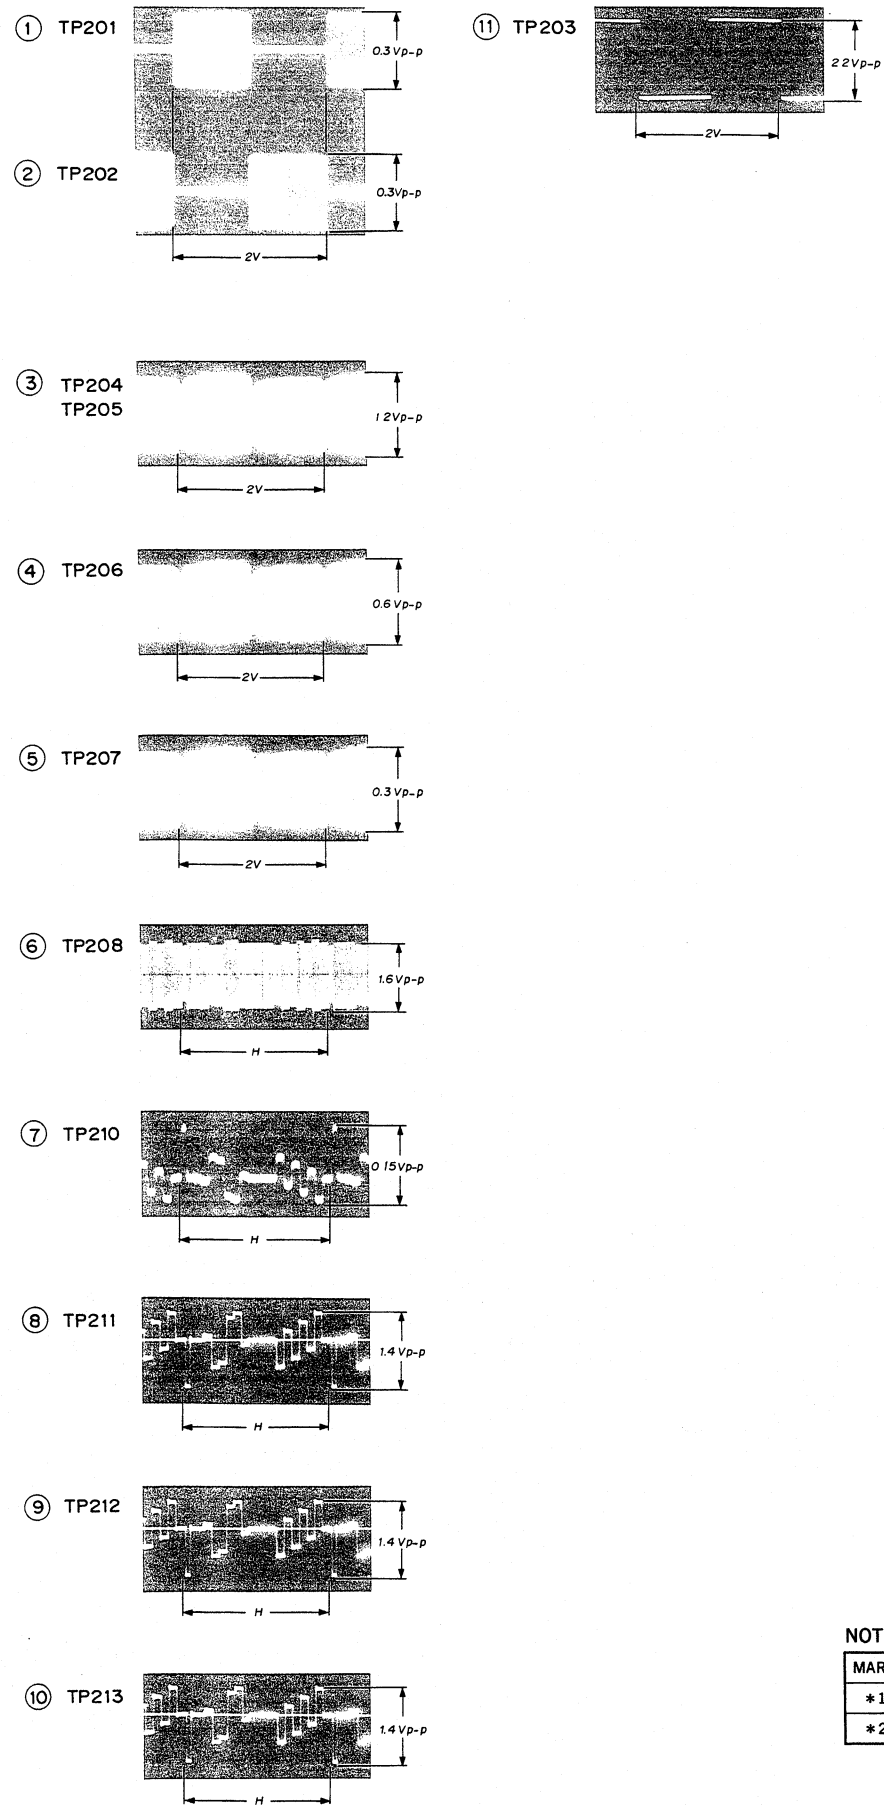 ① TP201
0.3Vp-p
② TP202
0.3Vp-p
2V
③ TP204
TP205
1 2Vp-p
2V
④ TP206
0.6Vp-p
2V
⑤ TP207
0.3Vp-p
2V
⑥ TP208
1.6Vp-p
H
⑦ TP210
0 15Vp-p
H
⑧ TP211
1.4Vp-p
H
⑨ TP212
1.4Vp-p
H
⑩ TP213
1.4Vp-p
H
⑪ TP203
2 2Vp-p
2V
NOT
MAR
*1
*2